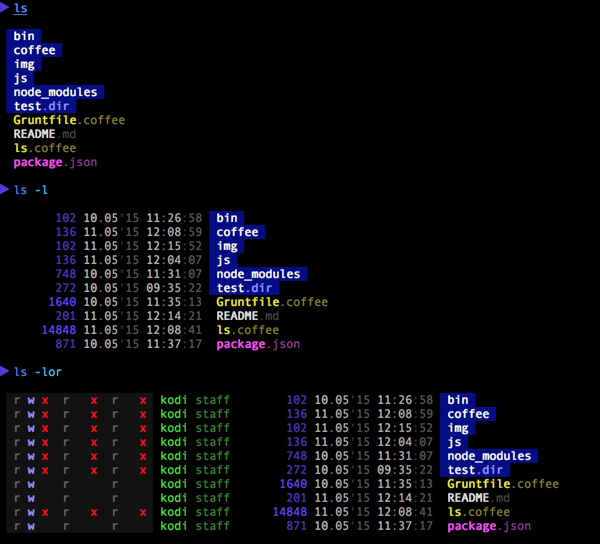 ls
bin
coffee
img
js
node_modules
test.dir
Gruntfile.coffee
README.md
ls.coffee
package.json
ls -l
102 10.05'15 11:26:58 bin
136 11.05'15 12:08:59 coffee
102 11.05'15 12:15:52 img
136 11.05'15 12:04:07 js
748 10.05'15 11:31:07 node_modules
272 10.05'15 09:35:22 test.dir
1640 10.05'15 11:35:13 Gruntfile.coffee
201 11.05'15 12:14:21 README.md
14848 11.05'15 12:08:41 ls.coffee
871 10.05'15 11:37:17 package.json
ls -lor
r w x r x r x kodi staff 102 10.05'15 11:26:58 bin
r w x r x r x kodi staff 136 11.05'15 12:08:59 coffee
r w x r x r x kodi staff 102 11.05'15 12:15:52 img
r w x r x r x kodi staff 136 11.05'15 12:04:07 js
r w x r x r x kodi staff 748 10.05'15 11:31:07 node_modules
r w x r x r x kodi staff 272 10.05'15 09:35:22 test.dir
r w r r kodi staff 1640 10.05'15 11:35:13 Gruntfile.coffee
r w r r kodi staff 201 11.05'15 12:14:21 README.md
r w x r x r x kodi staff 14848 11.05'15 12:08:41 ls.coffee
r w r r kodi staff 871 10.05'15 11:37:17 package.json